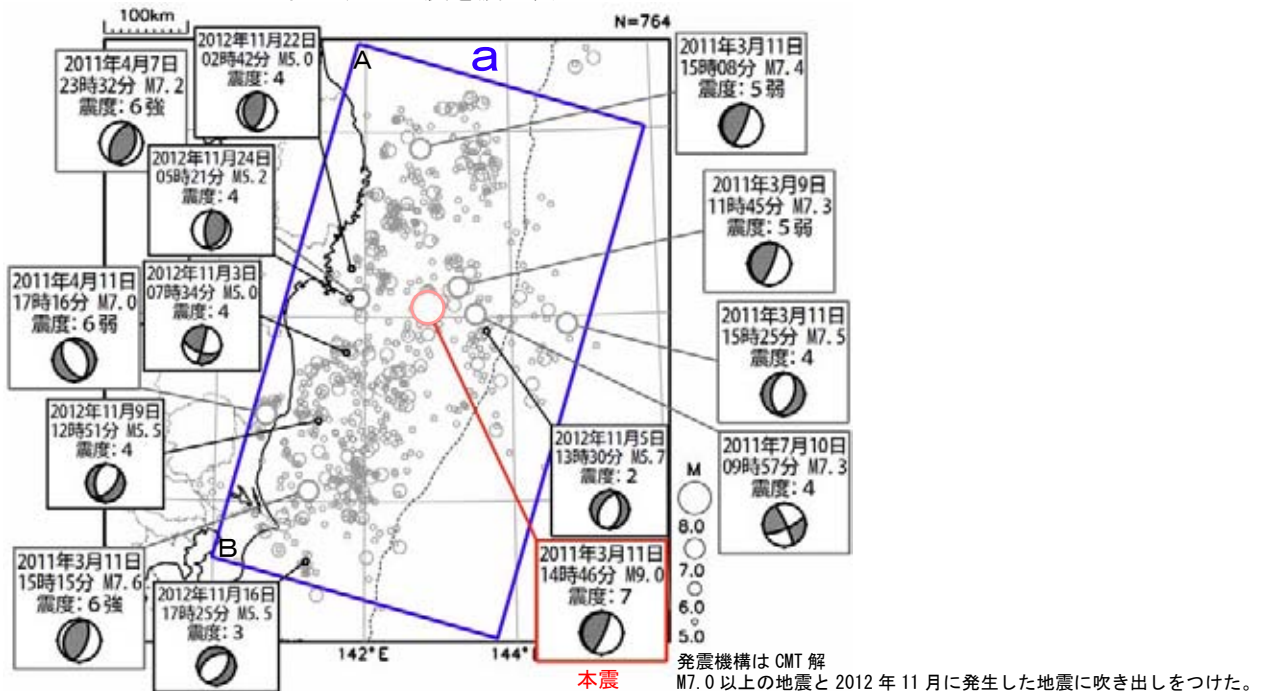 100km
N=764
a
A
B
2011年4月7日
23時32分 M7.2
震度：6強
2012年11月22日
02時42分 M5.0
震度：4
2011年3月11日
15時08分 M7.4
震度：5弱
2012年11月24日
05時21分 M5.2
震度：4
2011年3月9日
11時45分 M7.3
震度：5弱
2011年4月11日
17時16分 M7.0
震度：6弱
2012年11月3日
07時34分 M5.0
震度：4
2011年3月11日
15時25分 M7.5
震度：4
2012年11月9日
12時51分 M5.5
震度：4
2012年11月5日
13時30分 M5.7
震度：2
2011年7月10日
09時57分 M7.3
震度：4
2011年3月11日
15時15分 M7.6
震度：6強
2012年11月16日
17時25分 M5.5
震度：3
2011年3月11日
14時46分 M9.0
震度：7
本震
M
8.0
7.0
6.0
5.0
142°E
144°
発震機構は CMT 解
M7.0 以上の地震と 2012 年 11 月に発生した地震に吹き出しをつけた。